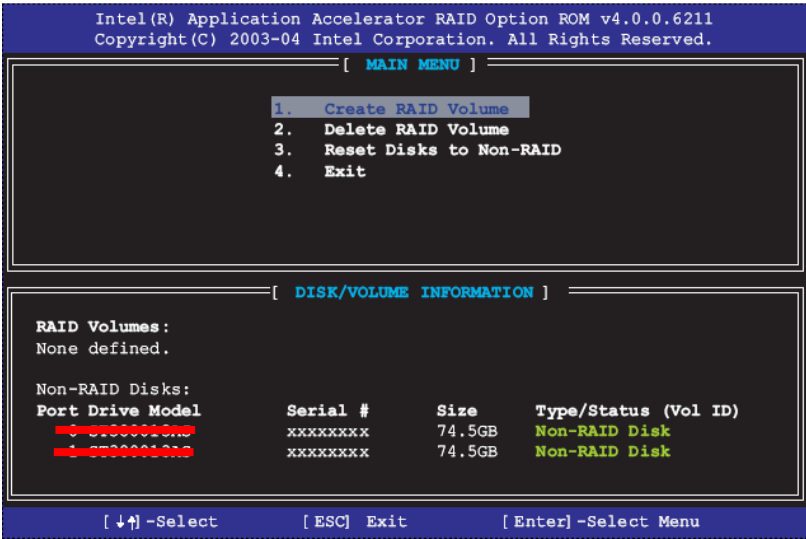 Intel(R) Application Accelerator RAID Option ROM v4.0.0.6211
Copyright(C) 2003-04 Intel Corporation. All Rights Reserved.
[ MAIN MENU ]
1. Create RAID Volume
2. Delete RAID Volume
3. Reset Disks to Non-RAID
4. Exit
[ DISK/VOLUME INFORMATION ]
RAID Volumes:
None defined.
Non-RAID Disks:
Port Drive Model Serial # Size Type/Status (Vol ID)
xxxxxxxx 74.5GB Non-RAID Disk
xxxxxxxx 74.5GB Non-RAID Disk
[↓↑]-Select [ESC] Exit [Enter]-Select Menu